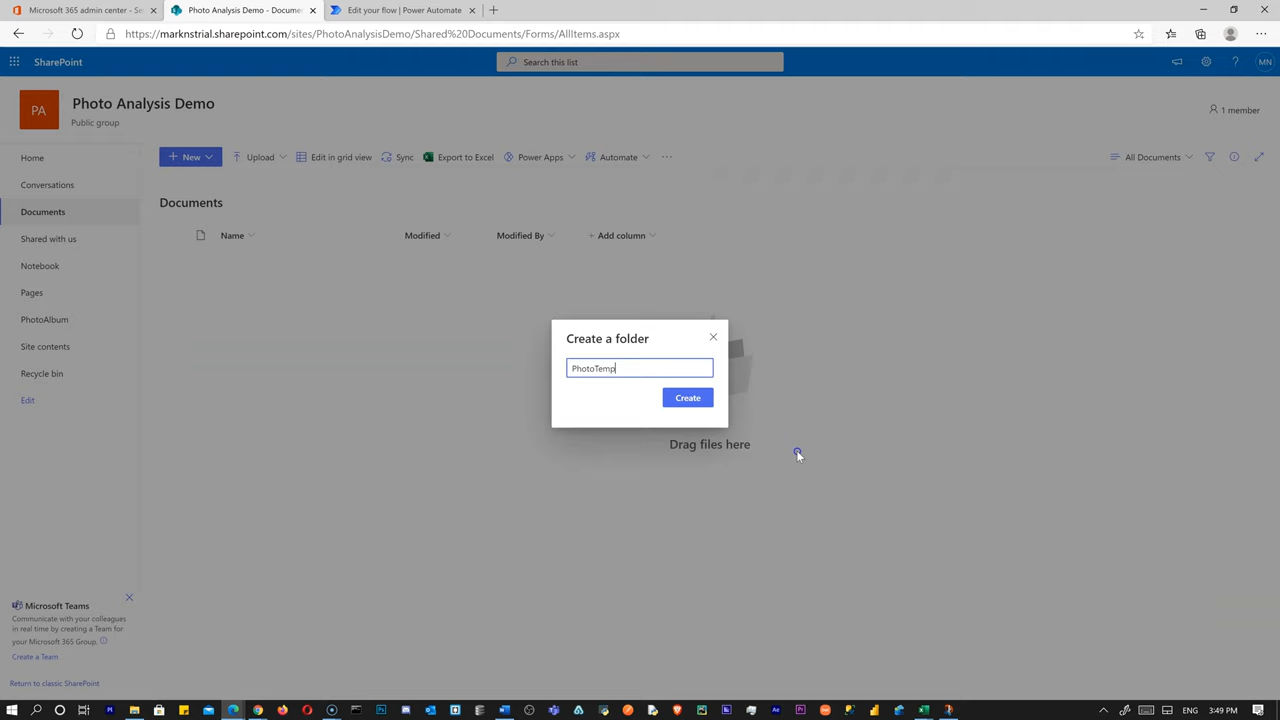 Microsoft 365 admin center - Se
Photo Analysis Demo - Docume
Edit your flow | Power Automate
https://marknstrial.sharepoint.com/sites/PhotoAnalysisDemo/Shared%20Documents/Forms/AllItems.aspx
SharePoint
Search this list
MN
PA
Photo Analysis Demo
Public group
1 member
Home
Conversations
Documents
Shared with us
Notebook
Pages
PhotoAlbum
Site contents
Recycle bin
Edit
New
Upload
Edit in grid view
Sync
Export to Excel
Power Apps
Automate
All Documents
Documents
Name
Modified
Modified By
Add column
Create a folder
PhotoTemp
Create
Drag files here
Microsoft Teams
Communicate with your colleagues
in real time by creating a Team for
your Microsoft 365 Group.
Create a Team
Return to classic SharePoint
ENG
3:49 PM